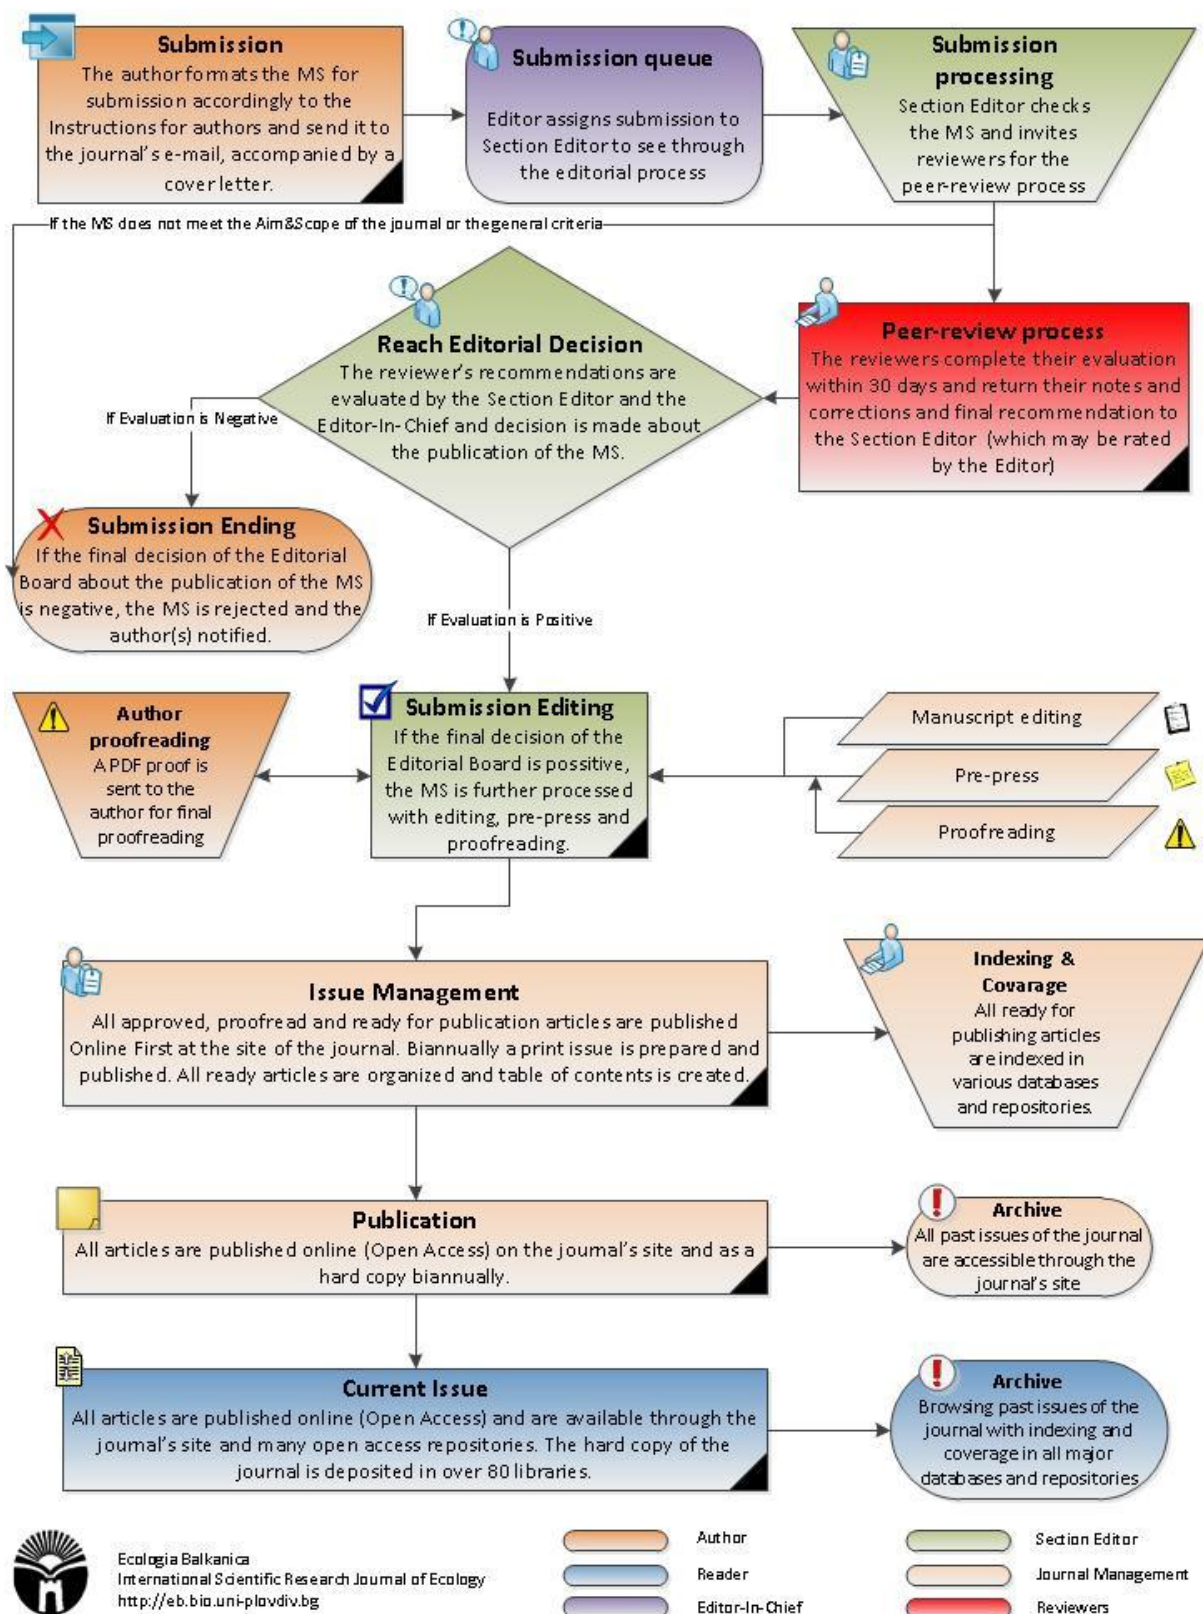 Submission
The author formats the MS for
submission accordingly to the
Instructions for authors and send it to
the journal's e-mail, accompanied by a
cover letter.
Submission queue
Editor assigns submission to
Section Editor to see through
the editorial process
Submission
processing
Section Editor checks
the MS and invites
reviewers for the
peer-review process
If the MS does not meet the Aim&Scope of the journal or the general criteria
Peer-review process
The reviewers complete their evaluation
within 30 days and return their notes and
corrections and final recommendation to
the Section Editor (which may be rated
by the Editor)
Reach Editorial Decision
The reviewer's recommendations are
evaluated by the Section Editor and the
Editor-In-Chief and decision is made about
the publication of the MS.
If Evaluation is Negative
Submission Ending
If the final decision of the Editorial
Board about the publication of the MS
is negative, the MS is rejected and the
author(s) notified.
If Evaluation is Positive
Author
proofreading
A PDF proof is
sent to the
author for final
proofreading
Submission Editing
If the final decision of the
Editorial Board is possitive,
the MS is further processed
with editing, pre-press and
proofreading.
Manuscript editing
Pre-press
Proofreading
Issue Management
All approved, proofread and ready for publication articles are published
Online First at the site of the journal. Biannually a print issue is prepared and
published. All ready articles are organized and table of contents is created.
Indexing &
Covarage
All ready for
publishing articles
are indexed in
various databases
and repositories.
Publication
All articles are published online (Open Access) on the journal's site and as a
hard copy biannually.
Archive
All past issues of the journal
are accessible through the
journal's site
Current Issue
All articles are published online (Open Access) and are available through the
journal's site and many open access repositories. The hard copy of the
journal is deposited in over 80 libraries.
Archive
Browsing past issues of the
journal with indexing and
coverage in all major
databases and repositories
Ecologia Balkanica
International Scientific Research Journal of Ecology
http://eb.bio.uni-plovdiv.bg
Author
Reader
Editor-In-Chief
Section Editor
Journal Management
Reviewers